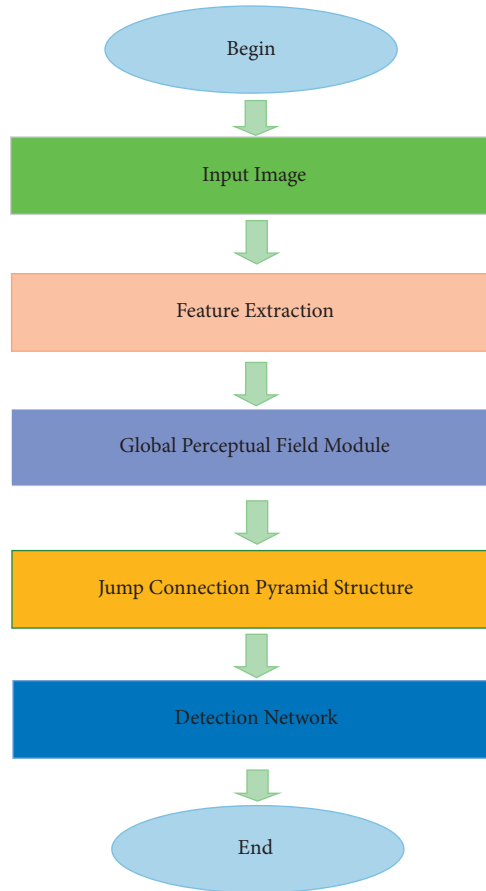 Begin
Input Image
Feature Extraction
Global Perceptual Field Module
Jump Connection Pyramid Structure
Detection Network
End